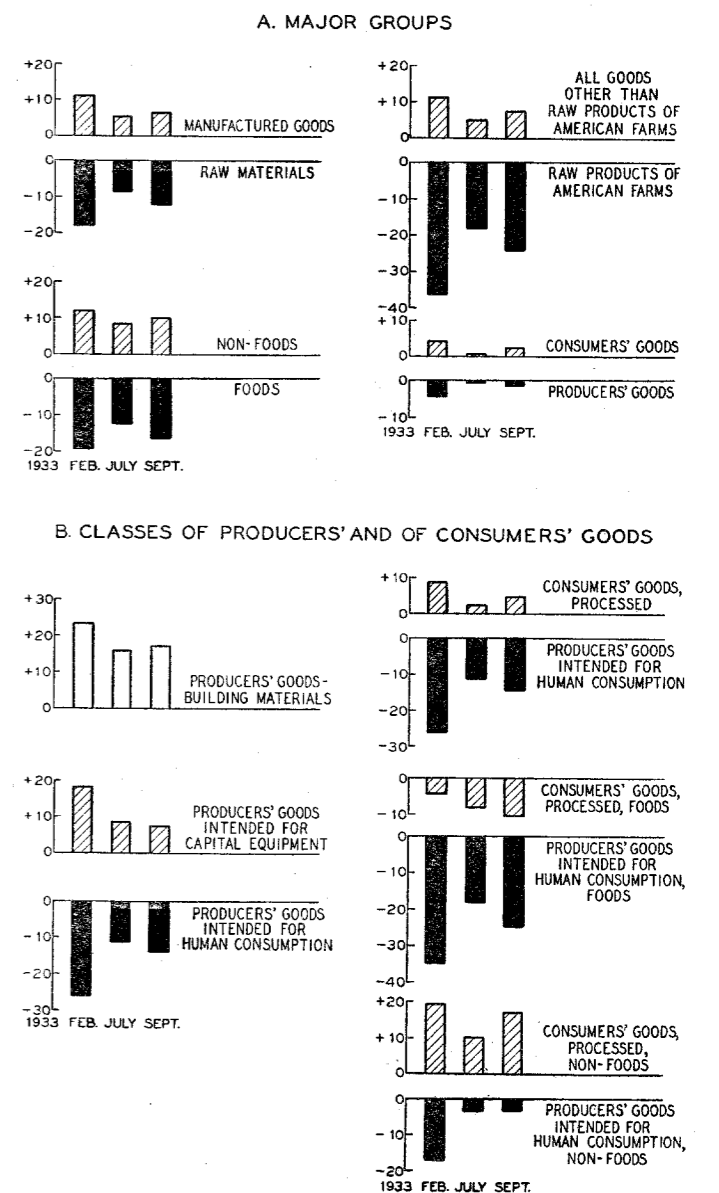 A. MAJOR GROUPS
+20
+10
0
MANUFACTURED GOODS
0
-10
-20
RAW MATERIALS
+20
+10
0
NON-FOODS
0
-10
-20
FOODS
1933 FEB. JULY SEPT.
+20
+10
0
ALL GOODS
OTHER THAN
RAW PRODUCTS OF
AMERICAN FARMS
0
-10
-20
-30
-40
RAW PRODUCTS OF
AMERICAN FARMS
+10
0
CONSUMERS' GOODS
0
-10
PRODUCERS' GOODS
1933 FEB. JULY SEPT.
B. CLASSES OF PRODUCERS' AND OF CONSUMERS' GOODS
+30
+20
+10
0
PRODUCERS' GOODS-
BUILDING MATERIALS
+20
+10
0
PRODUCERS' GOODS
INTENDED FOR
CAPITAL EQUIPMENT
0
-10
-20
-30
PRODUCERS' GOODS
INTENDED FOR
HUMAN CONSUMPTION
1933 FEB. JULY SEPT.
+10
0
CONSUMERS' GOODS,
PROCESSED
0
-10
-20
-30
PRODUCERS' GOODS
INTENDED FOR
HUMAN CONSUMPTION
0
-10
CONSUMERS' GOODS,
PROCESSED, FOODS
0
-10
-20
-30
-40
PRODUCERS' GOODS
INTENDED FOR
HUMAN CONSUMPTION,
FOODS
+20
+10
0
CONSUMERS' GOODS,
PROCESSED,
NON-FOODS
0
-10
-20
PRODUCERS' GOODS
INTENDED FOR
HUMAN CONSUMPTION,
NON-FOODS
1933 FEB. JULY SEPT.